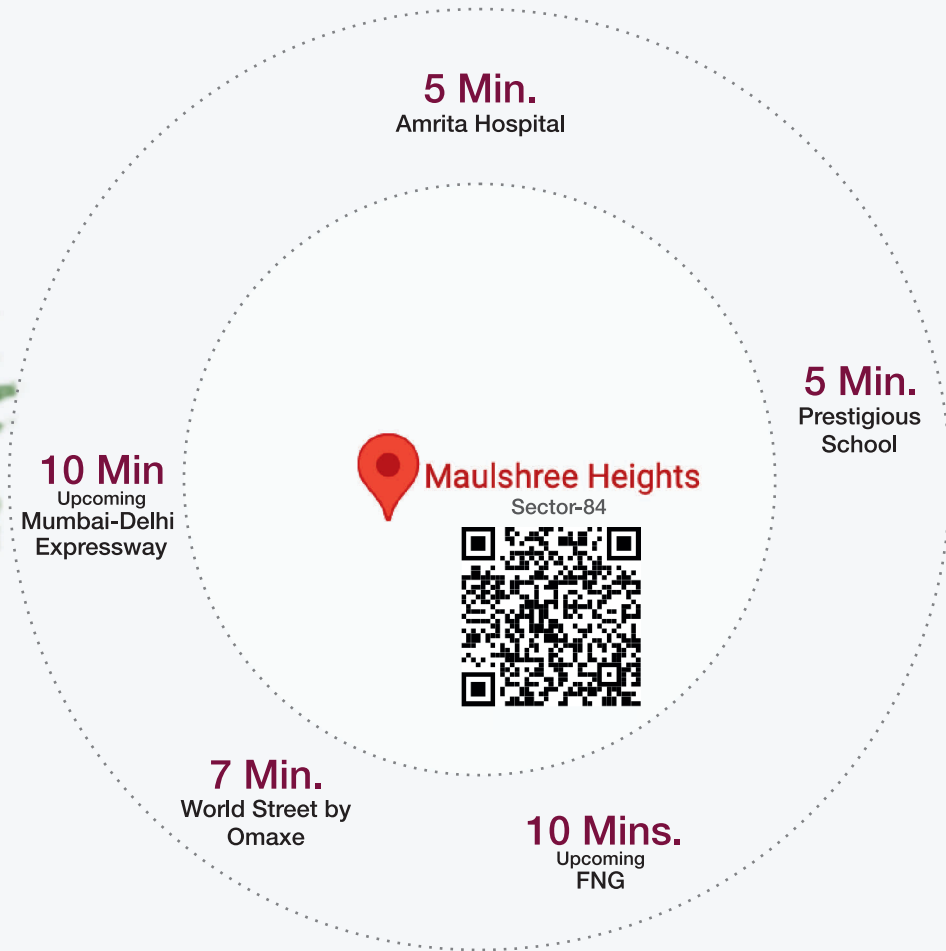 5 Min.
Amrita Hospital
5 Min.
Prestigious
School
10 Min
Upcoming
Mumbai-Delhi
Expressway
Maulshree Heights
Sector-84
7 Min.
World Street by
Omaxe
10 Mins.
Upcoming
FNG